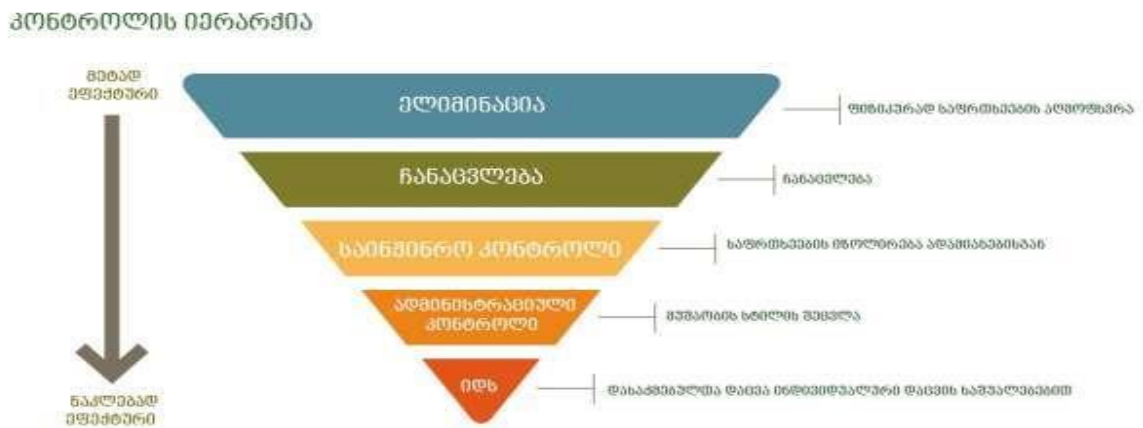 კონტროლის იერარქია
მეტად
ეფექტური
ელიმინაცია
ფიზიკურად საფრთხეების აღმოფხვრა
ჩანაცვლება
ჩანაცვლება
საინჟინრო კონტროლი
საფრთხეების იზოლირება ადამიანებისგან
ადმინისტრაციული
კონტროლი
მუშაობის სტილის შეცვლა
იდს
დასაქმებულთა დაცვა ინდივიდუალური დაცვის საშუალებებით
ნაკლებად
ეფექტური